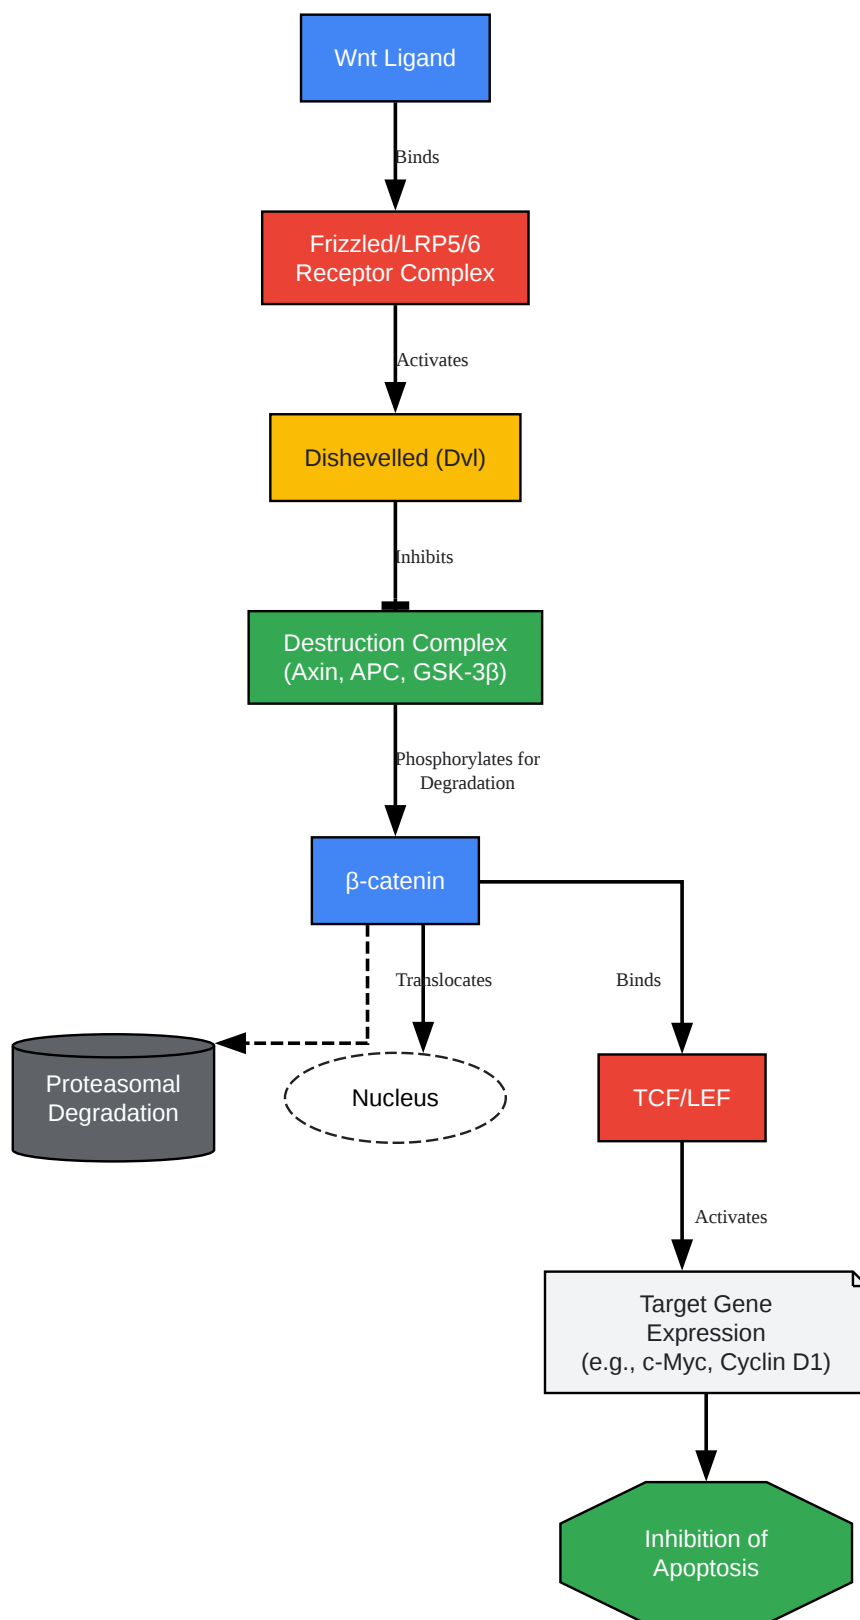 Wnt Ligand
Binds
Frizzled/LRP5/6
Receptor Complex
Activates
Dishevelled (Dvl)
Inhibits
Destruction Complex
(Axin, APC, GSK-3β)
Phosphorylates for
Degradation
β-catenin
Translocates
Binds
Proteasomal
Degradation
Nucleus
TCF/LEF
Activates
Target Gene
Expression
(e.g., c-Myc, Cyclin D1)
Inhibition of
Apoptosis